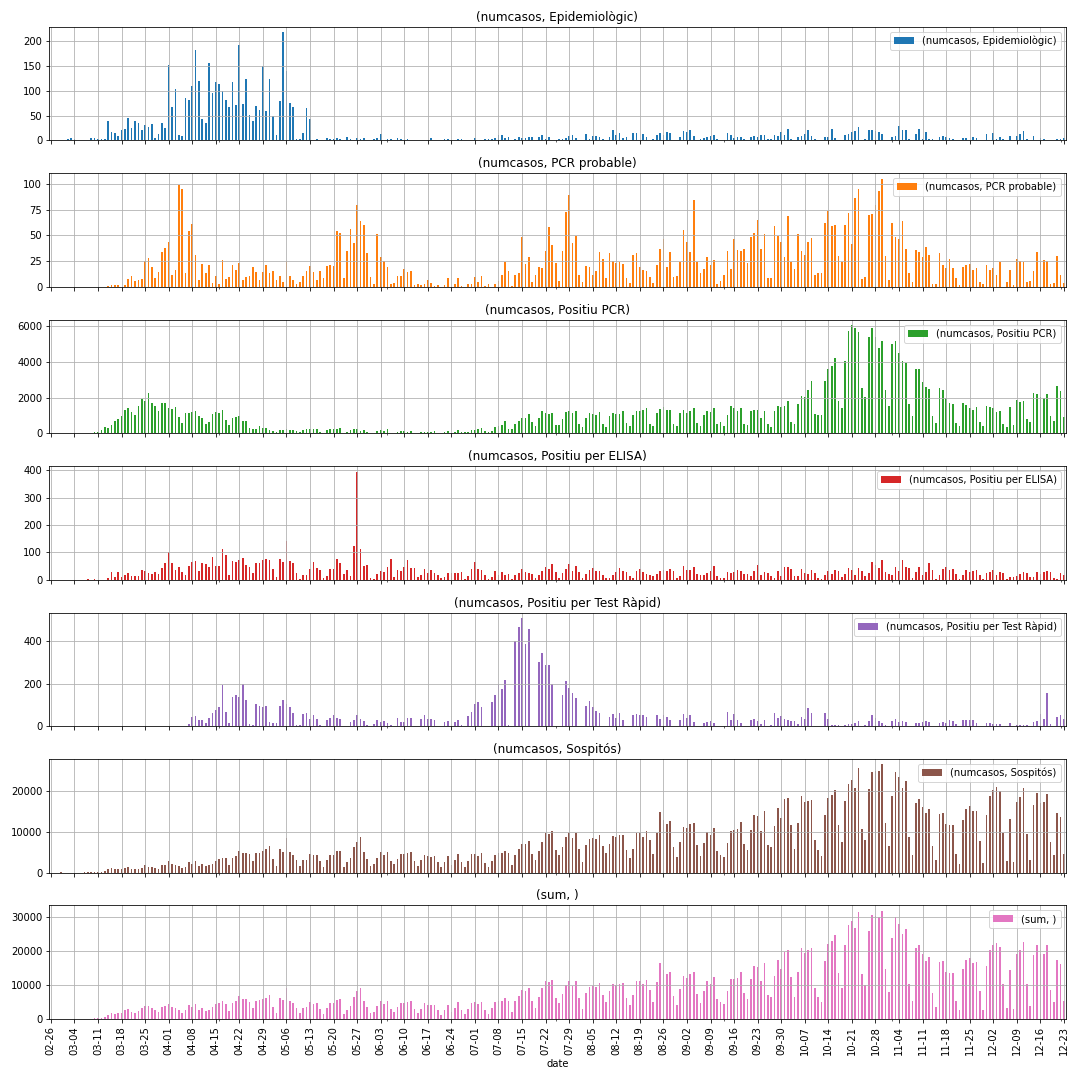 (numcasos, Epidemiològic)
(numcasos, Epidemiològic)
200
150
100
50
0
(numcasos, PCR probable)
(numcasos, PCR probable)
100
75
50
25
0
(numcasos, Positiu PCR)
(numcasos, Positiu PCR)
6000
4000
2000
0
(numcasos, Positiu per ELISA)
(numcasos, Positiu per ELISA)
400
300
200
100
0
(numcasos, Positiu per Test Ràpid)
(numcasos, Positiu per Test Ràpid)
400
200
0
(numcasos, Sospitós)
(numcasos, Sospitós)
20000
10000
0
(sum, )
(sum, )
30000
20000
10000
0
02-26 03-04 03-11 03-18 03-25 04-01 04-08 04-15 04-22 04-29 05-06 05-13 05-20 05-27 06-03 06-10 06-17 06-24 07-01 07-08 07-15 07-22 07-29 08-05 08-12 08-19 08-26 09-02 09-09 09-16 09-23 09-30 10-07 10-14 10-21 10-28 11-04 11-11 11-18 11-25 12-02 12-09 12-16 12-23
date